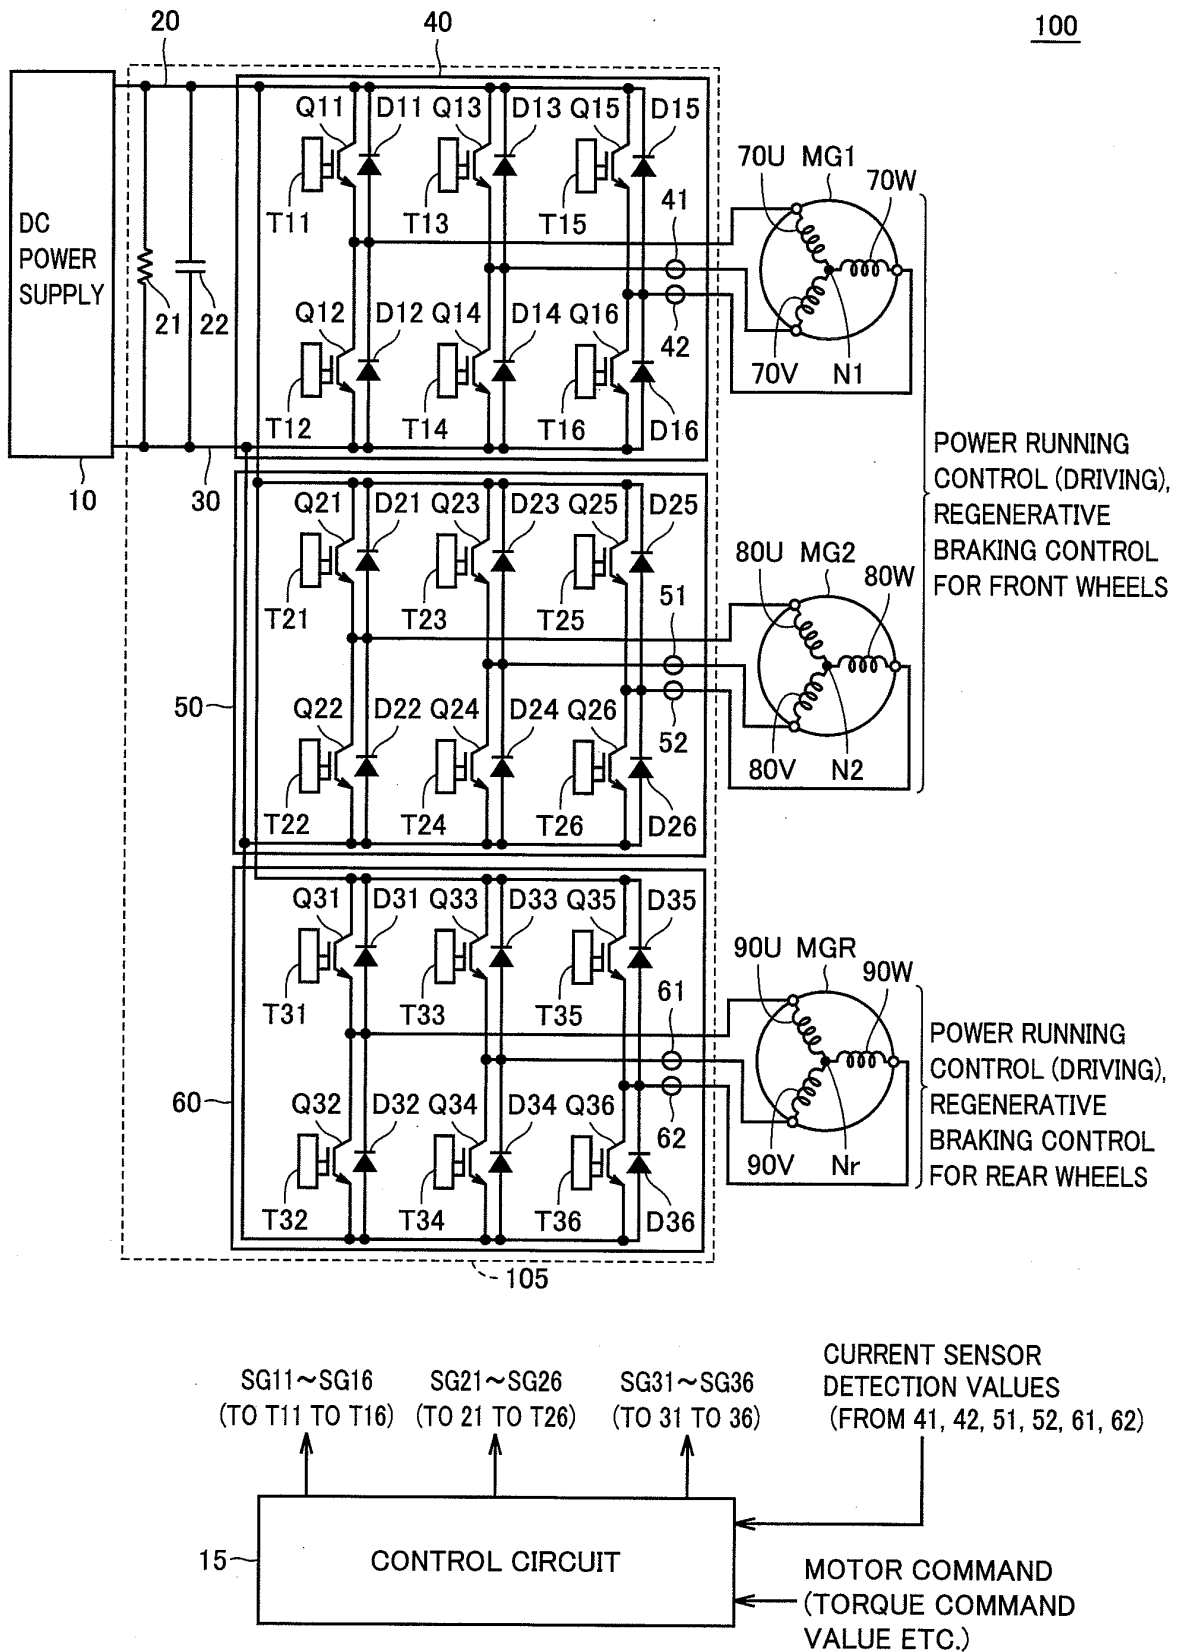 100
20
40
DC
POWER
SUPPLY
10
21
22
30
Q11
D11
Q13
D13
Q15
D15
T11
T13
T15
41
42
Q12
D12
Q14
D14
Q16
T12
T14
T16
D16
70U MG1
70W
70V
N1
Q21
D21
Q23
D23
Q25
D25
T21
T23
T25
51
52
50
Q22
D22
Q24
D24
Q26
T22
T24
T26
D26
80U MG2
80W
80V
N2
POWER RUNNING
CONTROL (DRIVING),
REGENERATIVE
BRAKING CONTROL
FOR FRONT WHEELS
Q31
D31
Q33
D33
Q35
D35
T31
T33
T35
61
62
60
Q32
D32
Q34
D34
Q36
T32
T34
T36
D36
90U MGR
90W
90V
Nr
POWER RUNNING
CONTROL (DRIVING),
REGENERATIVE
BRAKING CONTROL
FOR REAR WHEELS
105
SG11~SG16
(TO T11 TO T16)
SG21~SG26
(TO 21 TO T26)
SG31~SG36
(TO 31 TO 36)
CURRENT SENSOR
DETECTION VALUES
(FROM 41, 42, 51, 52, 61, 62)
15
CONTROL CIRCUIT
MOTOR COMMAND
(TORQUE COMMAND
VALUE ETC.)